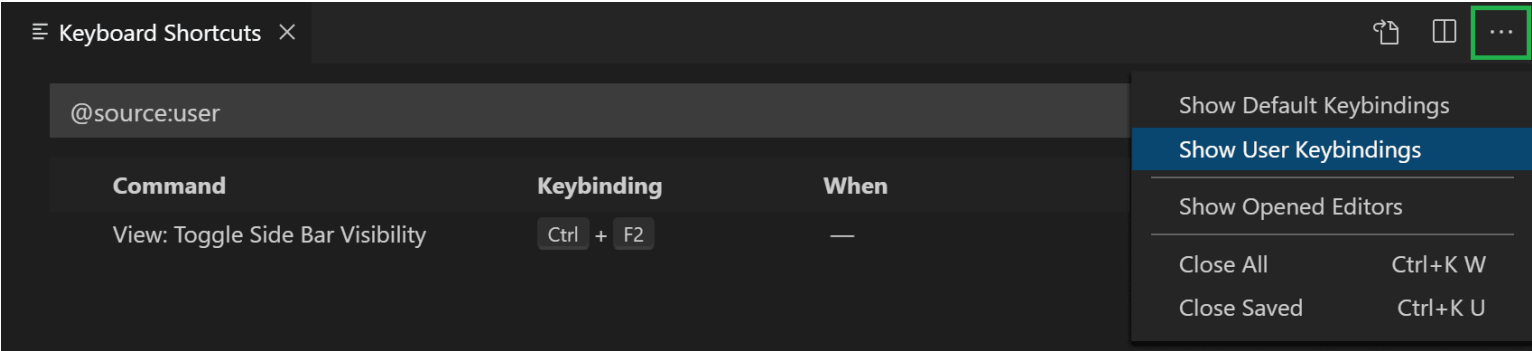 Keyboard Shortcuts
@source:user
Command Keybinding When
View: Toggle Side Bar Visibility Ctrl + F2 —
Show Default Keybindings
Show User Keybindings
Show Opened Editors
Close All Ctrl+K W
Close Saved Ctrl+K U